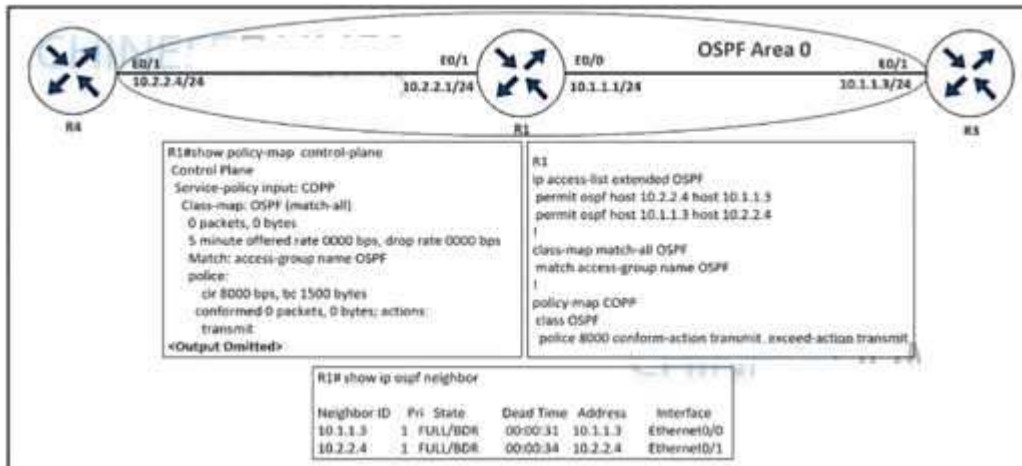 OSPF Area 0
E0/1
10.2.2.4/24
E0/1
10.2.2.1/24
E0/0
10.1.1.1/24
E0/1
10.1.1.3/24
R4
R1
R3
R1#show policy-map control-plane
Control Plane
Service-policy input: COPP
Class-map: OSPF (match-all)
0 packets, 0 bytes
5 minute offered rate 0000 bps, drop rate 0000 bps
Match: access-group name OSPF
police:
cir 8000 bps, bc 1500 bytes
conformed 0 packets, 0 bytes; actions:
transmit
<Output Omitted>
R1
ip access-list extended OSPF
permit ospf host 10.2.2.4 host 10.1.1.3
permit ospf host 10.1.1.3 host 10.2.2.4
!
class-map match-all OSPF
match access-group name OSPF
!
policy-map COPP
class OSPF
police 8000 conform-action transmit exceed-action transmit
R1# show ip ospf neighbor
Neighbor ID Pri State Dead Time Address Interface
10.1.1.3 1 FULL/BDR 00:00:31 10.1.1.3 Ethernet0/0
10.2.2.4 1 FULL/BDR 00:00:34 10.2.2.4 Ethernet0/1